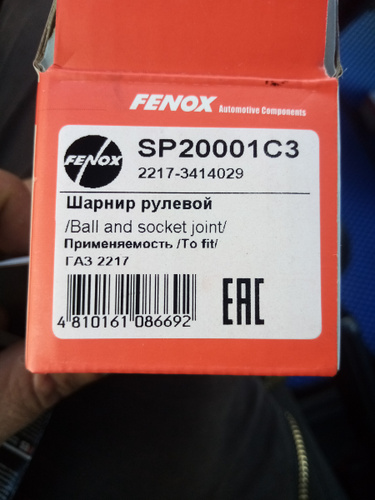 FENOX Automotive Components
FENOX
SP20001C3
2217-3414029
Шарнир рулевой
/Ball and socket joint/
Применяемость /To fit/
ГАЗ 2217
4 810161 086692
EAC